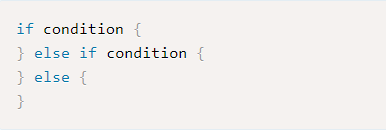 if condition {
} else if condition {
} else {
}